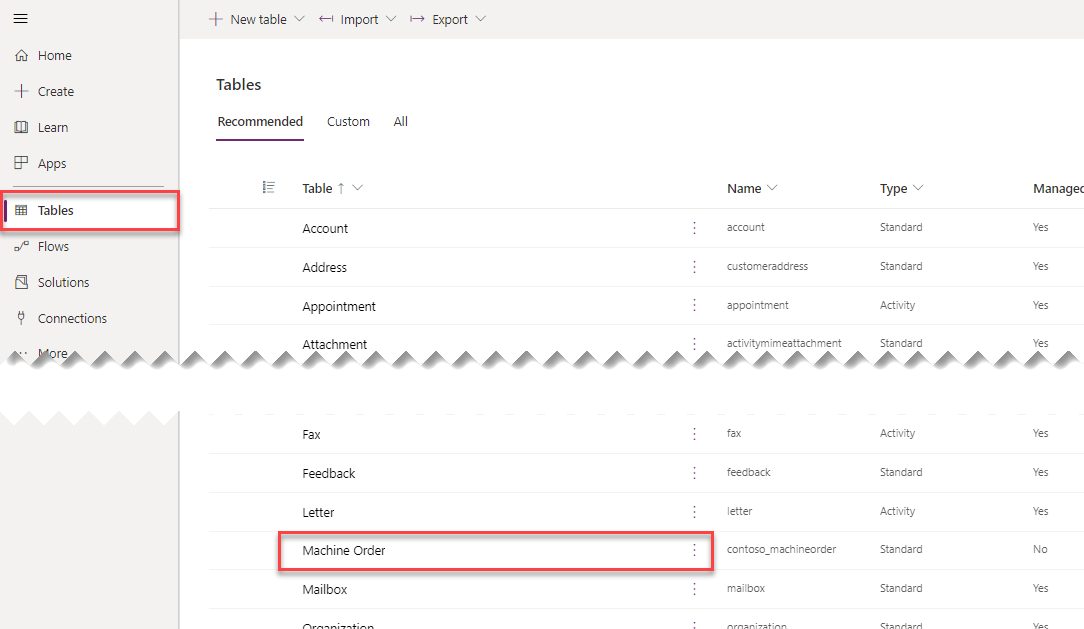 New table
Import
Export
Home
Create
Learn
Apps
Tables
Flows
Solutions
Connections
More
Tables
Recommended Custom All
Table Name Type Managed
Account account Standard Yes
Address customeraddress Standard Yes
Appointment appointment Activity Yes
Attachment activitymimeattachment Standard Yes
Fax fax Activity Yes
Feedback feedback Standard Yes
Letter letter Activity Yes
Machine Order contoso_machineorder Standard No
Mailbox mailbox Standard Yes
Organization organization Standard Yes